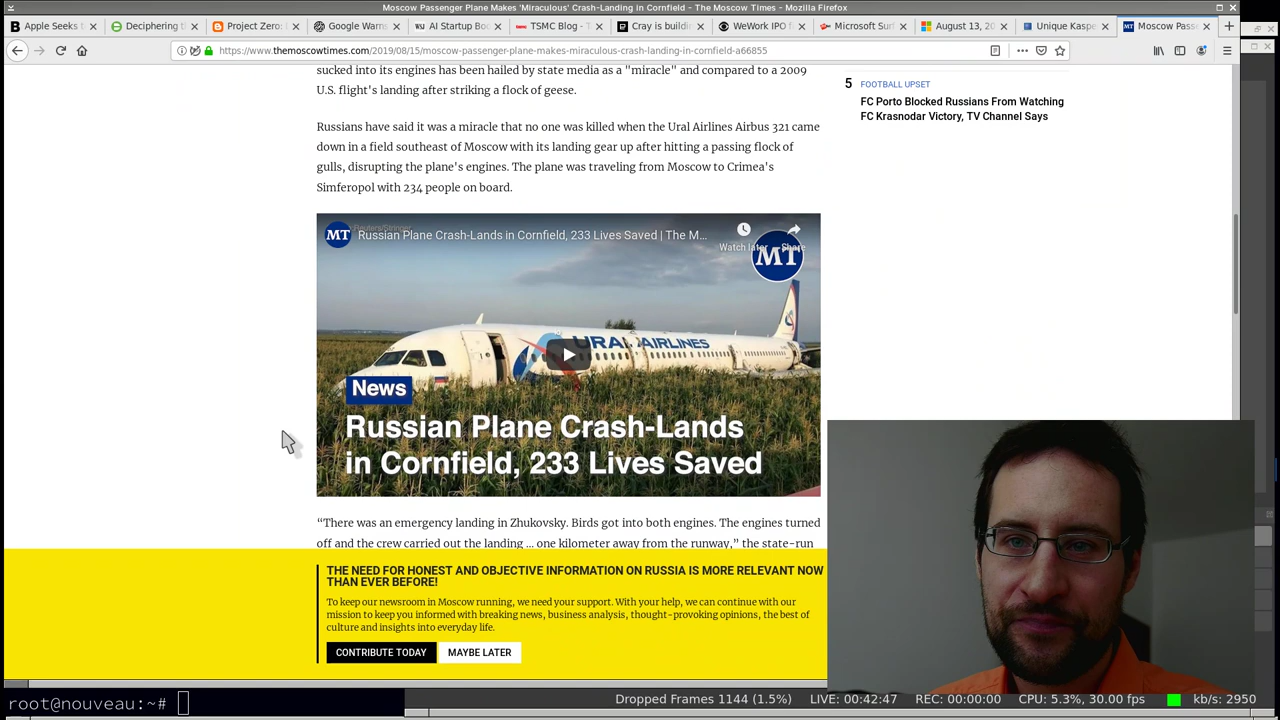 Moscow Passenger Plane Makes 'Miraculous' Crash-Landing in Cornfield - The Moscow Times - Mozilla Firefox
Apple Seeks t
Deciphering t
Project Zero:
Google Warns
AI Startup Bo
TSMC Blog - T
Cray is buildi
WeWork IPO f
Microsoft Surf
August 13, 20
Unique Kaspe
Moscow Pass
https://www.themoscowtimes.com/2019/08/15/moscow-passenger-plane-makes-miraculous-crash-landing-in-cornfield-a66855
sucked into its engines has been hailed by state media as a "miracle" and compared to a 2009
U.S. flight's landing after striking a flock of geese.
5 FOOTBALL UPSET
FC Porto Blocked Russians From Watching
FC Krasnodar Victory, TV Channel Says
Russians have said it was a miracle that no one was killed when the Ural Airlines Airbus 321 came
down in a field southeast of Moscow with its landing gear up after hitting a passing flock of
gulls, disrupting the plane's engines. The plane was traveling from Moscow to Crimea's
Simferopol with 234 people on board.
Reuters/Stringer
MT Russian Plane Crash-Lands in Cornfield, 233 Lives Saved | The M...
Watch later Share
MT
URAL AIRLINES
News
Russian Plane Crash-Lands
in Cornfield, 233 Lives Saved
“There was an emergency landing in Zhukovsky. Birds got into both engines. The engines turned
off and the crew carried out the landing … one kilometer away from the runway,” the state-run
THE NEED FOR HONEST AND OBJECTIVE INFORMATION ON RUSSIA IS MORE RELEVANT NOW
THAN EVER BEFORE!
To keep our newsroom in Moscow running, we need your support. With your help, we can continue with our
mission to keep you informed with breaking news, business analysis, thought-provoking opinions, the best of
culture and insights into everyday life.
CONTRIBUTE TODAY MAYBE LATER
root@nouveau:~#
Dropped Frames 1144 (1.5%) LIVE: 00:42:47 REC: 00:00:00 CPU: 5.3%, 30.00 fps kb/s: 2950